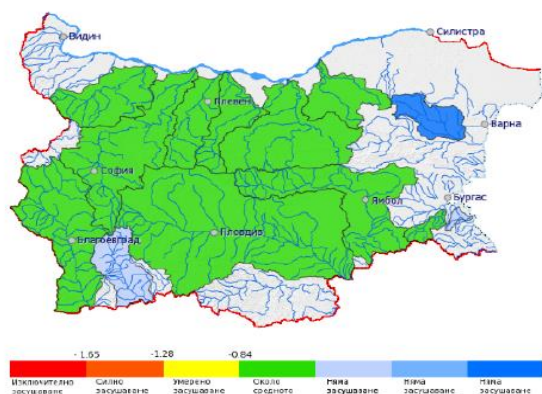 Видин
Силистра
Плевен
Варна
София
Ямбол
Бургас
Пловдив
Благоевград
-1.65 -1.28 -0.84
Изключително засушаване
Силно засушаване
Умерено засушаване
Около средното
Няма засушаване
Няма засушаване
Няма засушаване